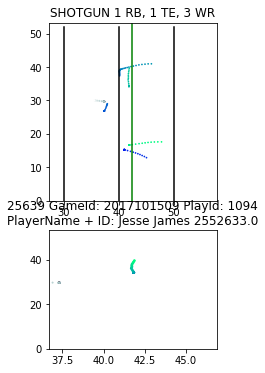 SHOTGUN 1 RB, 1 TE, 3 WR
50
40
30
20
10
0
30 40 50
25639 GameId: 2017101509 PlayId: 1094
PlayerName + ID: Jesse James 2552633.0
40
20
0
37.5 40.0 42.5 45.0